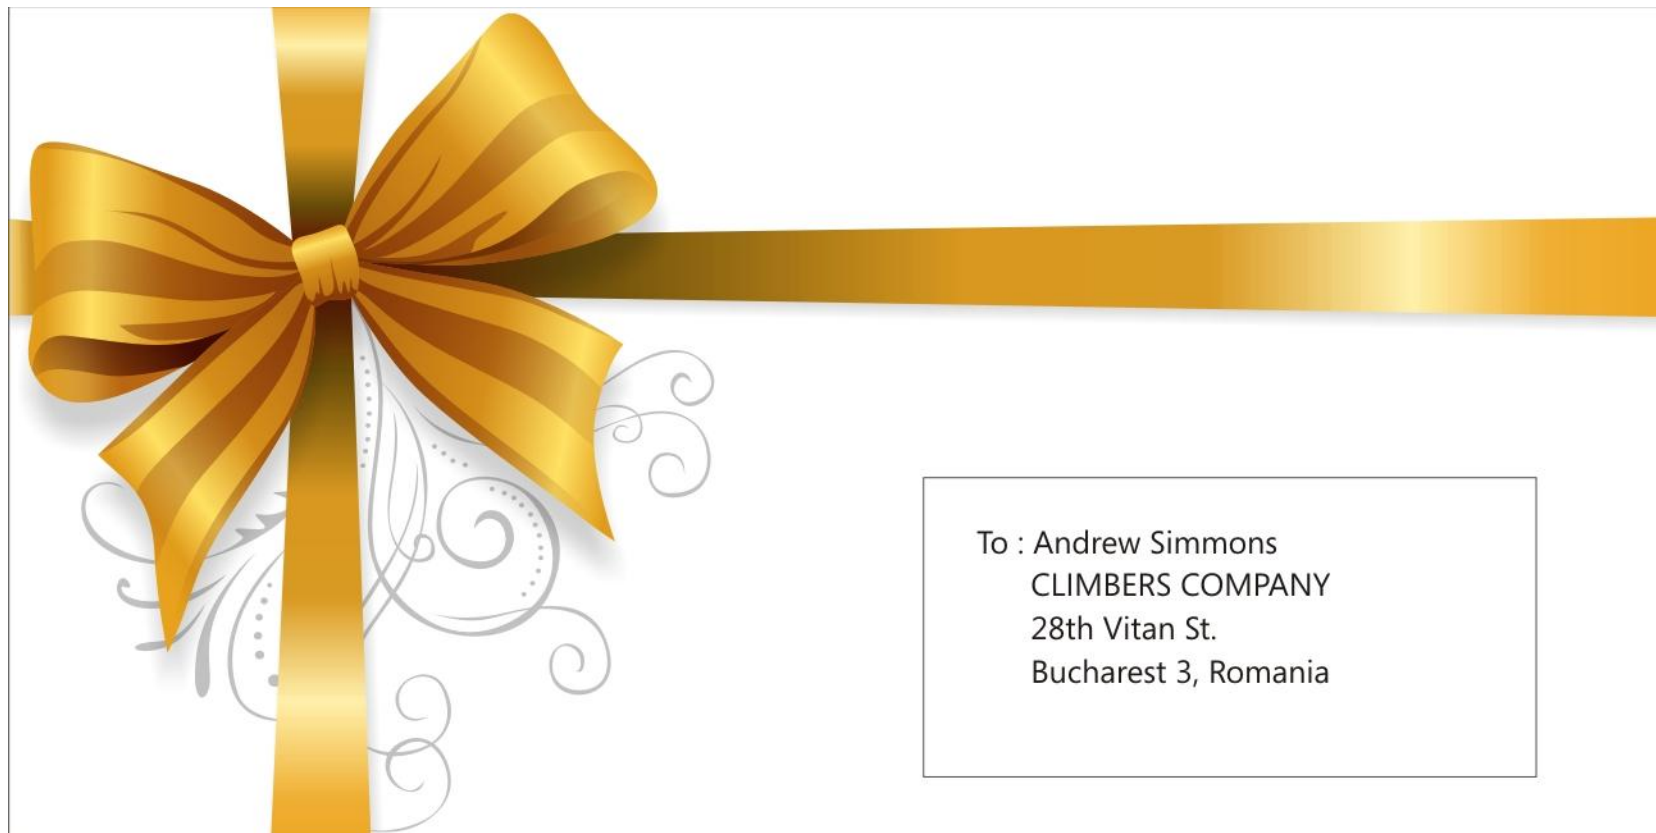 To : Andrew Simmons
CLIMBERS COMPANY
28th Vitan St.
Bucharest 3, Romania